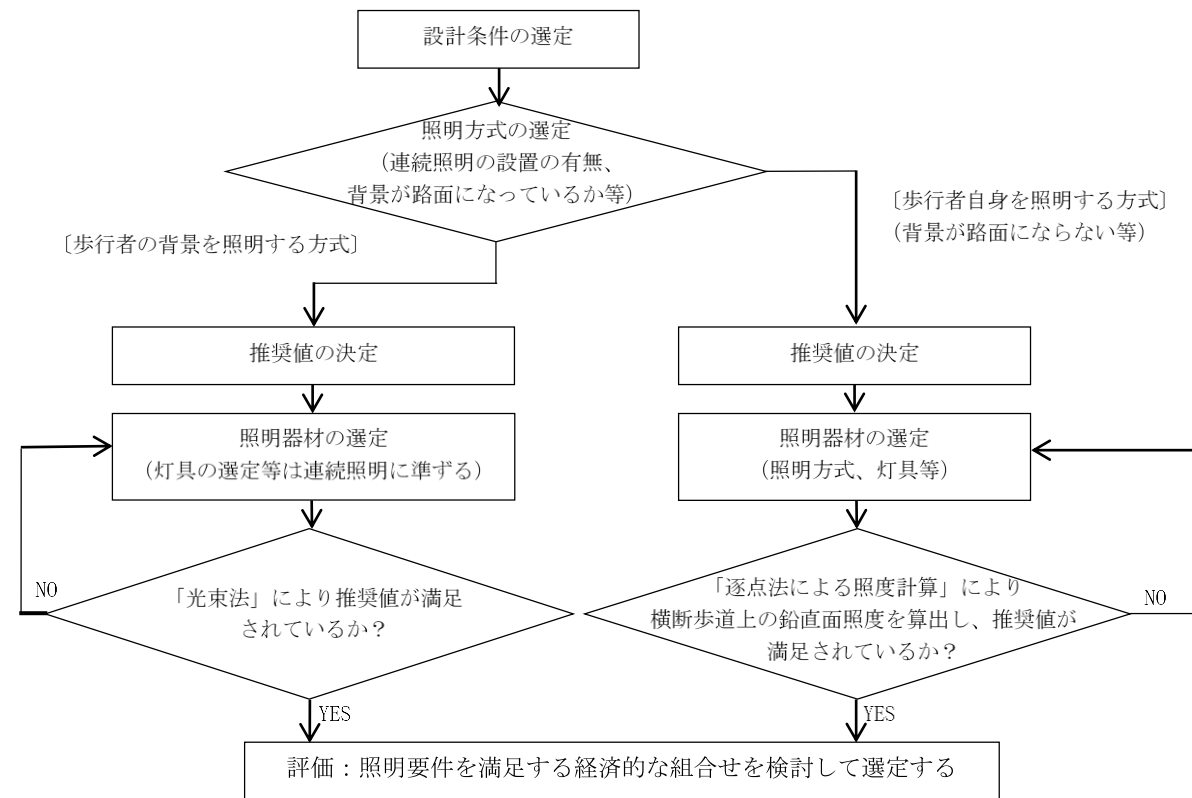 設計条件の選定
照明方式の選定
（連続照明の設置の有無、
背景が路面になっているか等）
〔歩行者の背景を照明する方式〕
〔歩行者自身を照明する方式〕
（背景が路面にならない等）
推奨値の決定
推奨値の決定
照明器材の選定
（灯具の選定等は連続照明に準ずる）
照明器材の選定
（照明方式、灯具等）
NO
「光束法」により推奨値が満足
されているか？
「逐点法による照度計算」により
横断歩道上の鉛直面照度を算出し、推奨値が
満足されているか？
NO
YES
YES
評価：照明要件を満足する経済的な組合せを検討して選定する